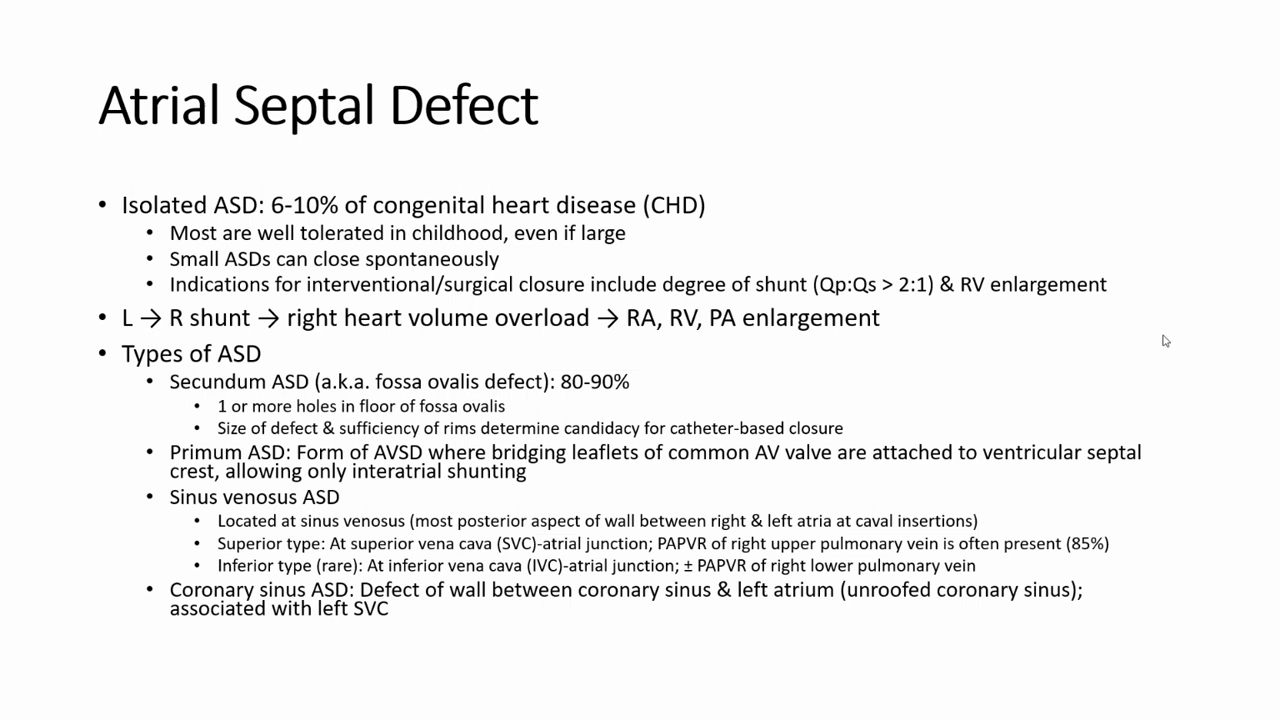 Atrial Septal Defect
• Isolated ASD: 6-10% of congenital heart disease (CHD)
• Most are well tolerated in childhood, even if large
• Small ASDs can close spontaneously
• Indications for interventional/surgical closure include degree of shunt (Qp:Qs > 2:1) & RV enlargement
• L → R shunt → right heart volume overload → RA, RV, PA enlargement
• Types of ASD
• Secundum ASD (a.k.a. fossa ovalis defect): 80-90%
• 1 or more holes in floor of fossa ovalis
• Size of defect & sufficiency of rims determine candidacy for catheter-based closure
• Primum ASD: Form of AVSD where bridging leaflets of common AV valve are attached to ventricular septal
crest, allowing only interatrial shunting
• Sinus venosus ASD
• Located at sinus venosus (most posterior aspect of wall between right & left atria at caval insertions)
• Superior type: At superior vena cava (SVC)-atrial junction; PAPVR of right upper pulmonary vein is often present (85%)
• Inferior type (rare): At inferior vena cava (IVC)-atrial junction; ± PAPVR of right lower pulmonary vein
• Coronary sinus ASD: Defect of wall between coronary sinus & left atrium (unroofed coronary sinus);
associated with left SVC